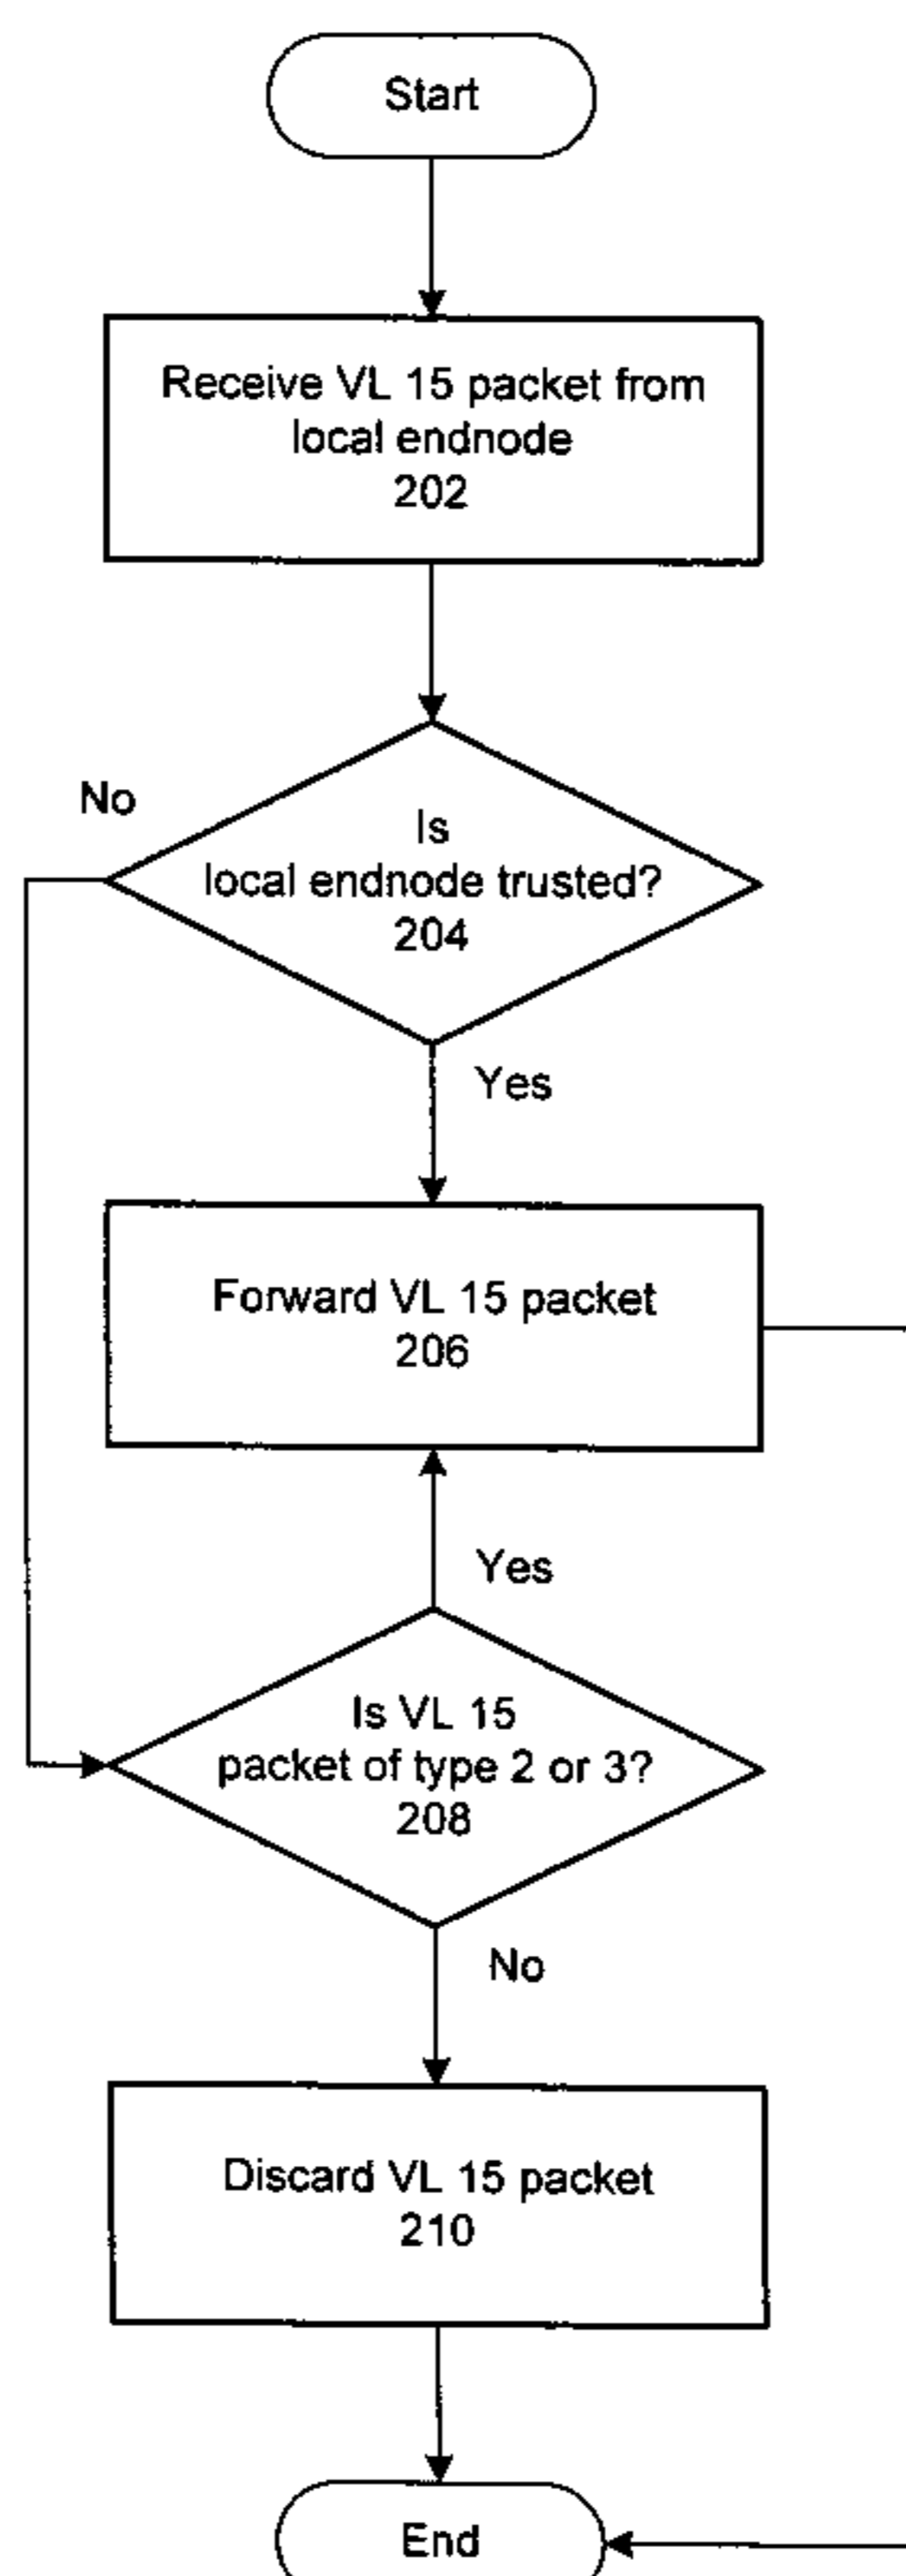 Start
Receive VL 15 packet from
local endnode
202
No
Is
local endnode trusted?
204
Yes
Forward VL 15 packet
206
Yes
Is VL 15
packet of type 2 or 3?
208
No
Discard VL 15 packet
210
End